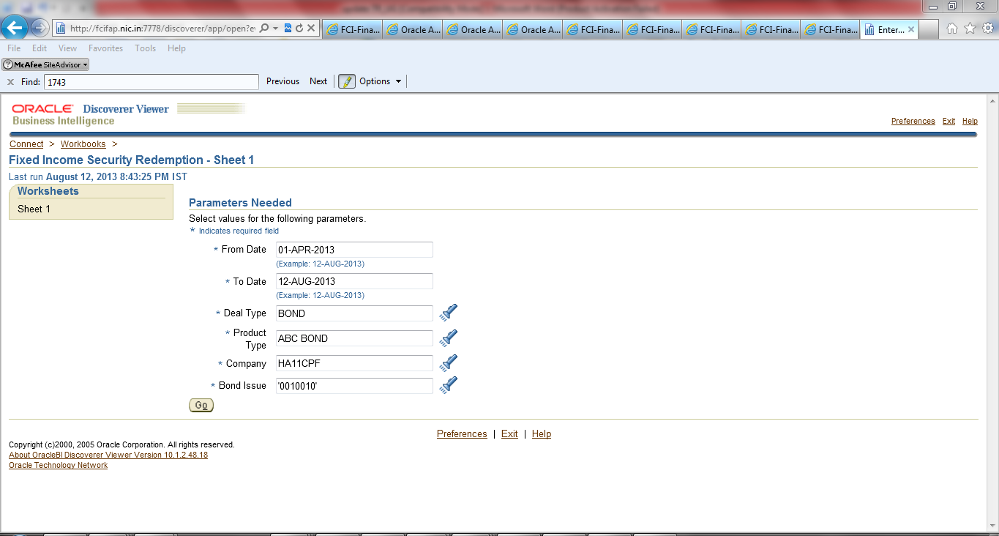 http://fcifap.nic.in:7778/discoverer/app/open?e
FCI-Fina... Oracle A... Oracle A... Oracle A... FCI-Fina... FCI-Fina... FCI-Fina... FCI-Fina... FCI-Fina... Enter...
File Edit View Favorites Tools Help
McAfee SiteAdvisor
Find: 1743 Previous Next Options
ORACLE Discoverer Viewer
Business Intelligence
Preferences Exit Help
Connect > Workbooks >
Fixed Income Security Redemption - Sheet 1
Last run August 12, 2013 8:43:25 PM IST
Worksheets
Sheet 1
Parameters Needed
Select values for the following parameters.
* Indicates required field
* From Date 01-APR-2013
(Example: 12-AUG-2013)
* To Date 12-AUG-2013
(Example: 12-AUG-2013)
* Deal Type BOND
* Product Type ABC BOND
* Company HA11CPF
* Bond Issue '0010010'
Go
Preferences | Exit | Help
Copyright (c)2000, 2005 Oracle Corporation. All rights reserved.
About OracleBI Discoverer Viewer Version 10.1.2.48.18
Oracle Technology Network